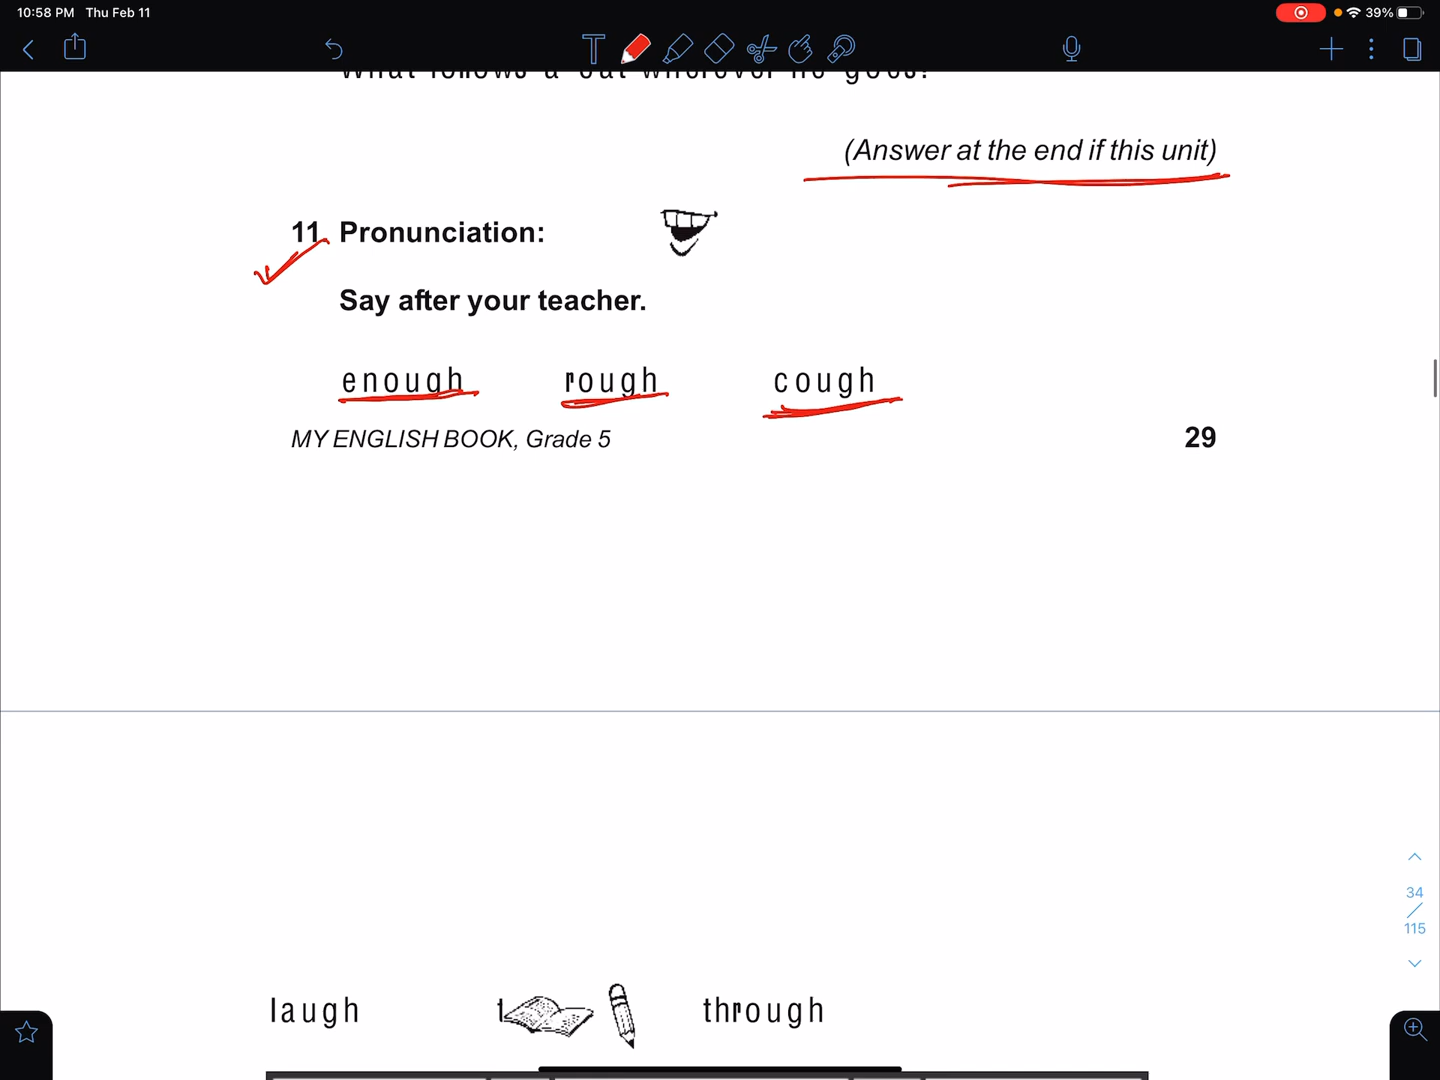 10:58 PM Thu Feb 11
39%
(Answer at the end if this unit)
11. Pronunciation:
Say after your teacher.
enough rough cough
MY ENGLISH BOOK, Grade 5 29
34
115
laugh through